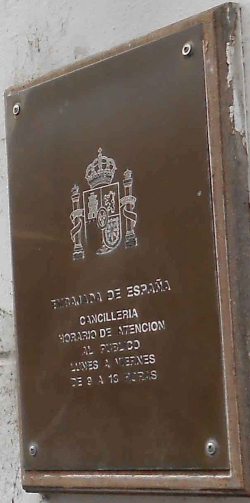 EMBAJADA DE ESPAÑA
CANCILLERIA
HORARIO DE ATENCION
AL PUBLICO
LUNES A VIERNES
DE 9 A 13 HORAS